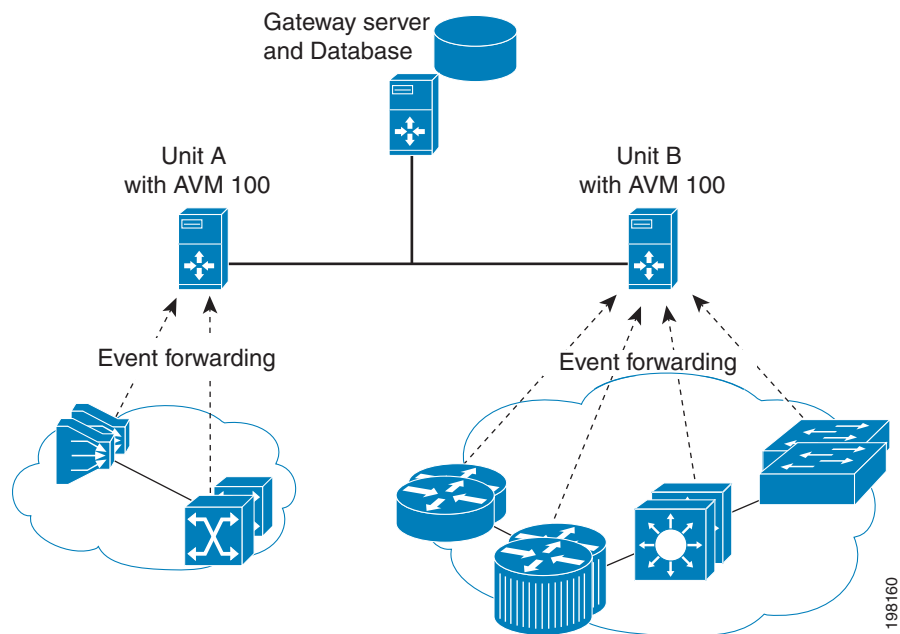 Gateway server
and Database
Unit A
with AVM 100
Unit B
with AVM 100
Event forwarding
Event forwarding
198160